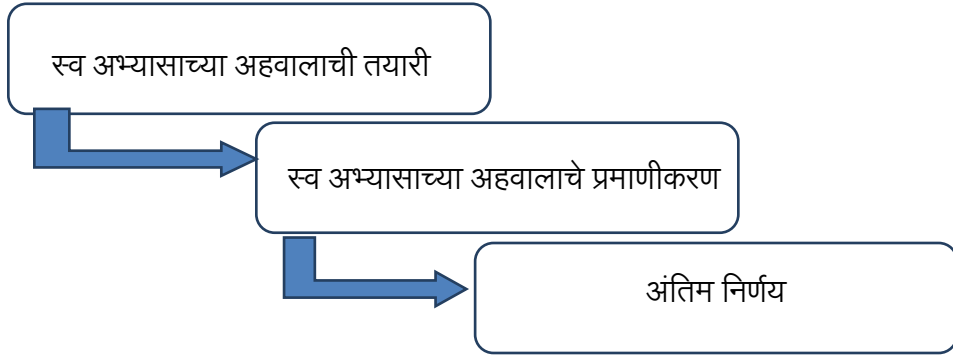 स्व अभ्यासाच्या अहवालाची तयारी
स्व अभ्यासाच्या अहवालाचे प्रमाणीकरण
अंतिम निर्णय